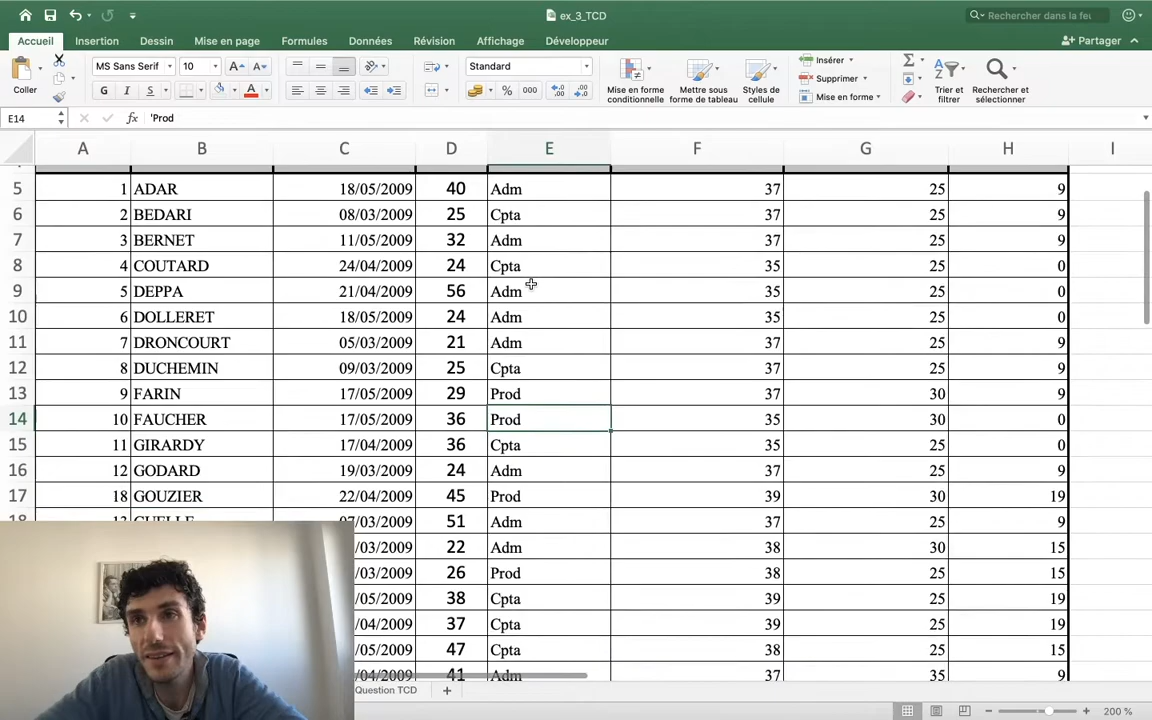 ex_3_TCD
Rechercher dans la feu
Accueil Insertion Dessin Mise en page Formules Données Révision Affichage Développeur Partager
Coller
MS Sans Serif 10 A A
G I S A
Standard
% 000
Mise en forme conditionnelle
Mettre sous forme de tableau
Styles de cellule
Insérer
Supprimer
Mise en forme
Trier et filtrer
Rechercher et sélectionner
E14 fx 'Prod
A B C D E F G H I
5 1 ADAR 18/05/2009 40 Adm 37 25 9
6 2 BEDARI 08/03/2009 25 Cpta 37 25 9
7 3 BERNET 11/05/2009 32 Adm 37 25 9
8 4 COUTARD 24/04/2009 24 Cpta 35 25 0
9 5 DEPPA 21/04/2009 56 Adm 35 25 0
10 6 DOLLERET 18/05/2009 24 Adm 35 25 0
11 7 DRONCOURT 05/03/2009 21 Adm 37 25 9
12 8 DUCHEMIN 09/03/2009 25 Cpta 37 25 9
13 9 FARIN 17/05/2009 29 Prod 37 30 9
14 10 FAUCHER 17/05/2009 36 Prod 35 30 0
15 11 GIRARDY 17/04/2009 36 Cpta 35 25 0
16 12 GODARD 19/03/2009 24 Adm 37 25 9
17 18 GOUZIER 22/04/2009 45 Prod 39 30 19
/03/2009 51 Adm 37 25 9
/03/2009 22 Adm 38 30 15
/03/2009 26 Prod 38 25 15
/05/2009 38 Cpta 39 25 19
/04/2009 37 Cpta 39 25 19
/05/2009 47 Cpta 38 25 15
/04/2009 41 Adm 37 35 9
Question TCD
200 %